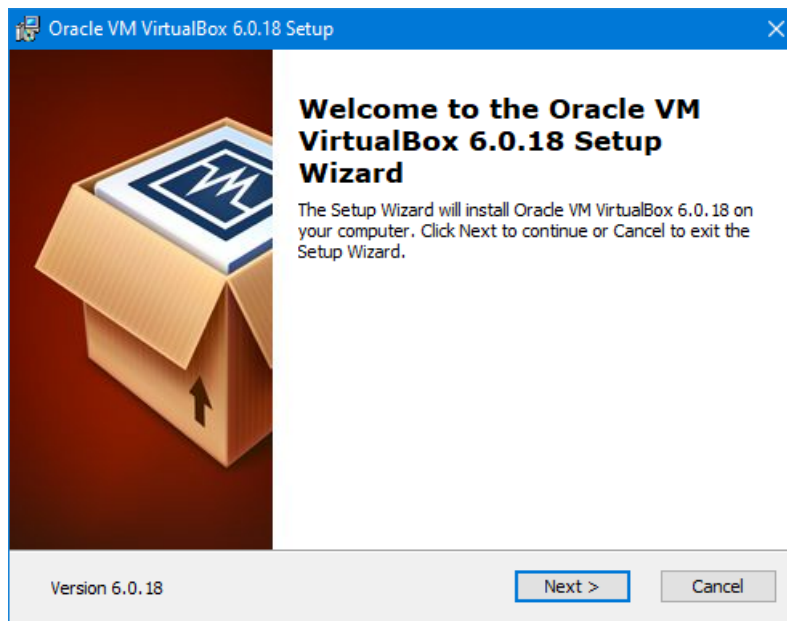 Oracle VM VirtualBox 6.0.18 Setup
Welcome to the Oracle VM
VirtualBox 6.0.18 Setup
Wizard
The Setup Wizard will install Oracle VM VirtualBox 6.0.18 on
your computer. Click Next to continue or Cancel to exit the
Setup Wizard.
Version 6.0.18
Next >
Cancel